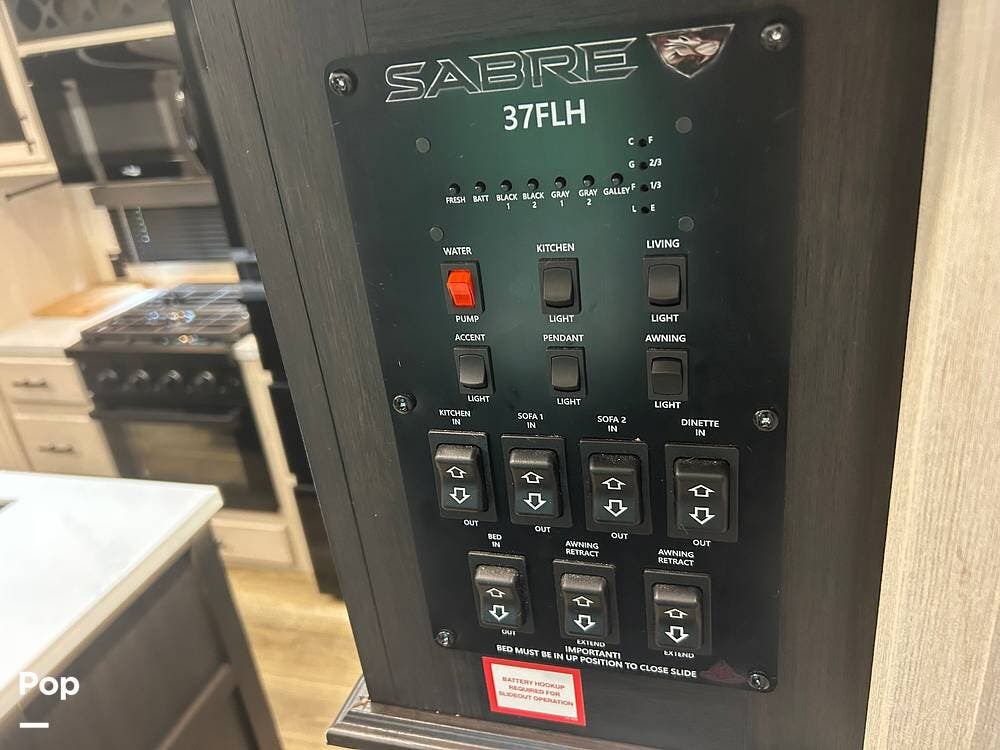 SABRE
37FLH
C F
G 2/3
F 1/3
L E
FRESH BATT BLACK 1 BLACK 2 GRAY 1 GRAY 2 GALLEY
WATER
PUMP
KITCHEN
LIGHT
LIVING
LIGHT
ACCENT
LIGHT
PENDANT
LIGHT
AWNING
LIGHT
KITCHEN
IN
OUT
SOFA 1
IN
OUT
SOFA 2
IN
OUT
DINETTE
IN
OUT
BED
IN
OUT
AWNING
RETRACT
EXTEND
AWNING
RETRACT
EXTEND
IMPORTANT!
BED MUST BE IN UP POSITION TO CLOSE SLIDE
BATTERY HOOKUP
REQUIRED FOR
SLIDEOUT OPERATION
Pop